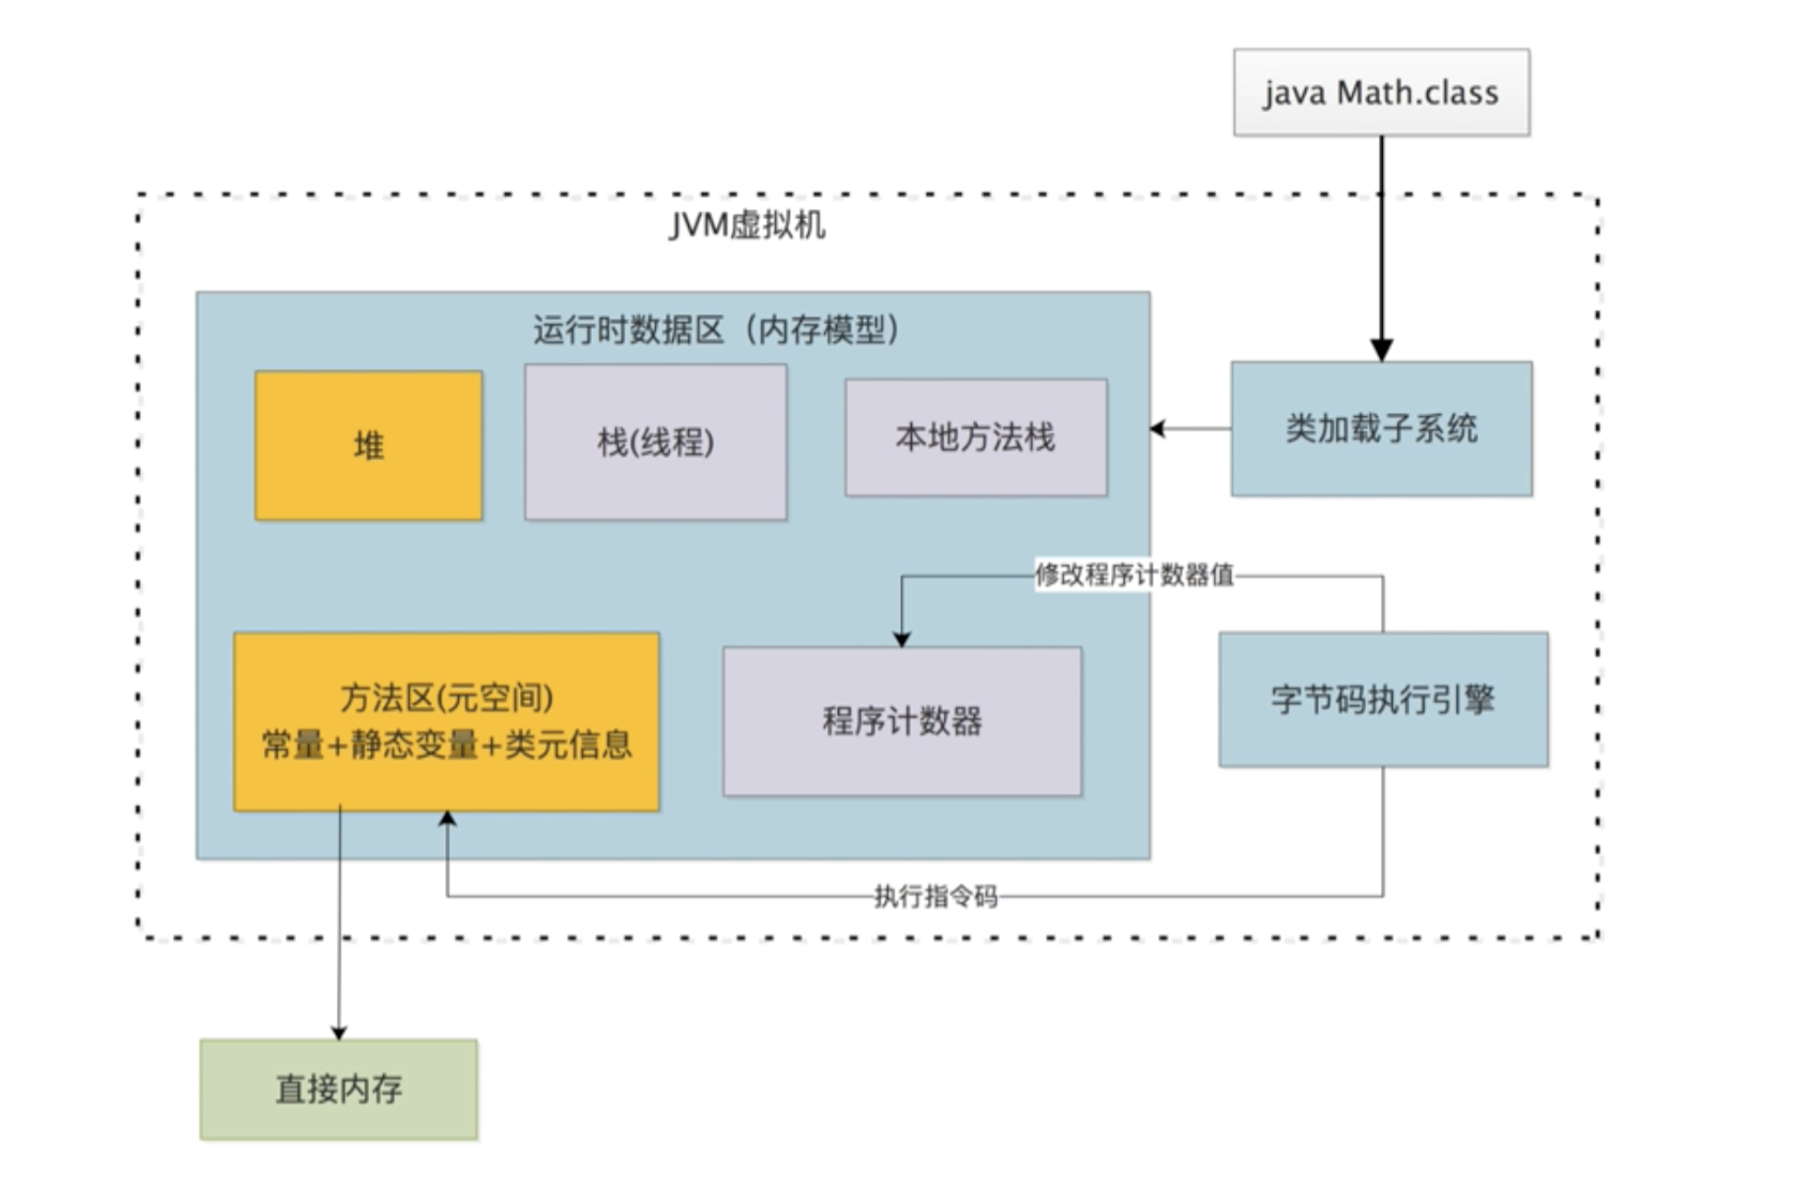 java Math.class
JVM虚拟机
运行时数据区（内存模型）
堆
栈(线程)
本地方法栈
类加载子系统
修改程序计数器值
方法区(元空间)
常量+静态变量+类元信息
程序计数器
字节码执行引擎
执行指令码
直接内存